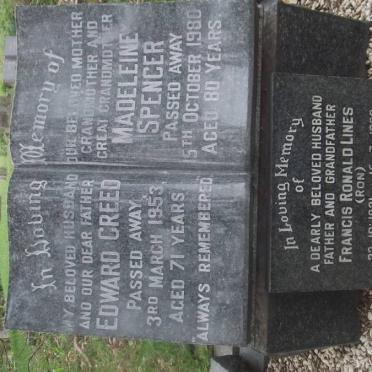 In Loving Memory of
MY BELOVED HUSBAND
AND OUR DEAR FATHER
EDWARD CREED
PASSED AWAY
3RD MARCH 1953
AGED 71 YEARS
ALWAYS REMEMBERED
OUR BELOVED MOTHER
GRANDMOTHER AND
GREAT GRANDMOTHER
MADELEINE
SPENCER
PASSED AWAY
5TH OCTOBER 1980
AGED 80 YEARS
In Loving Memory
of
A DEARLY BELOVED HUSBAND
FATHER AND GRANDFATHER
FRANCIS RONALD LINES
(RON)